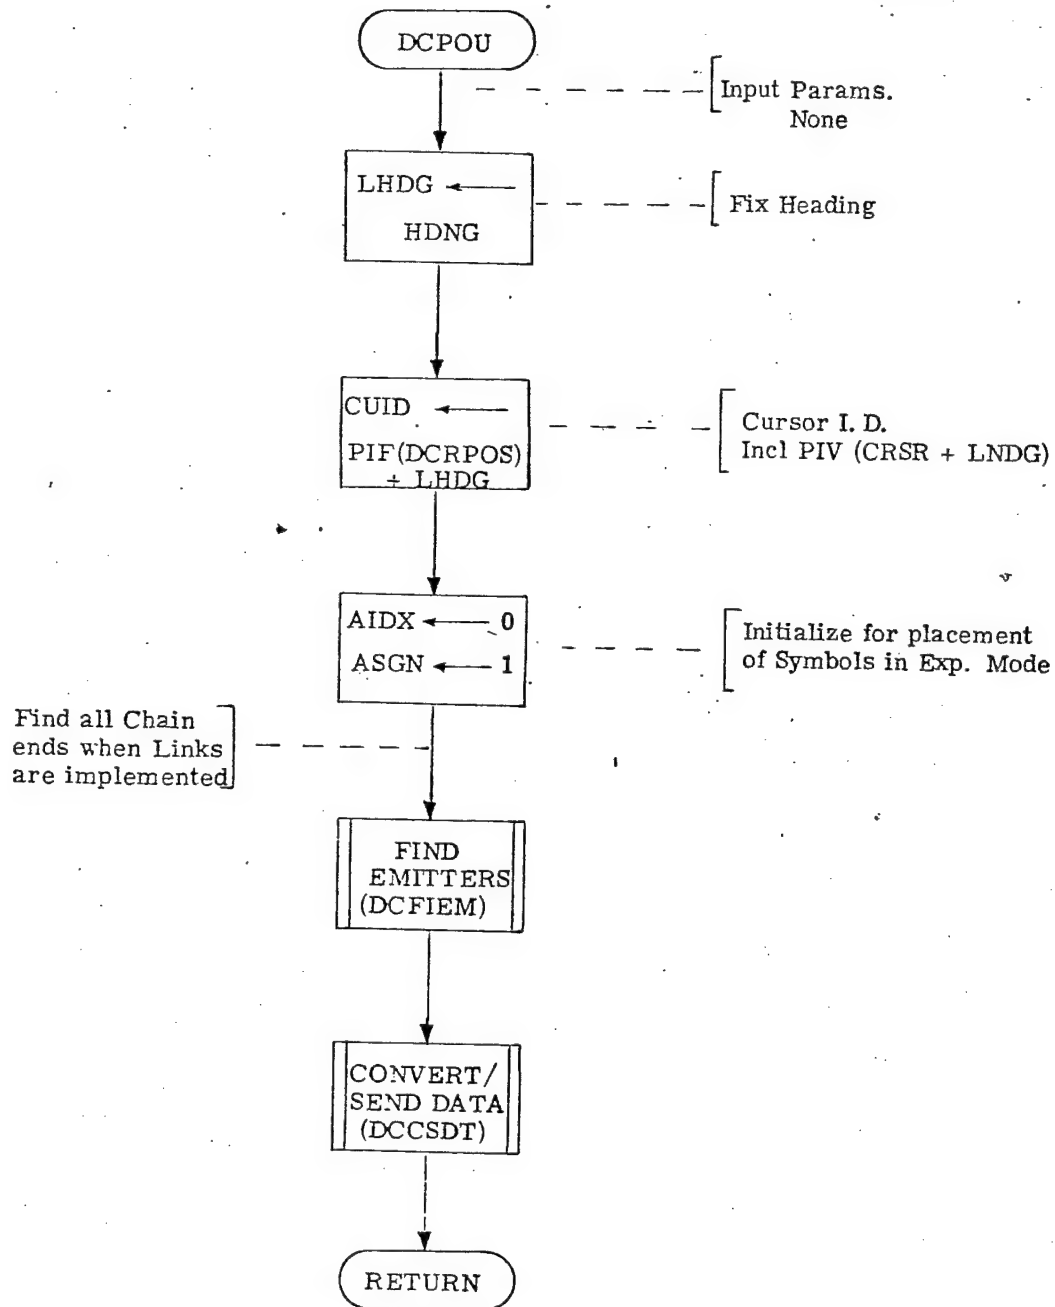 DCPOU
Input Params.
None
LHDG ←
HDNG
Fix Heading
CUID ←
PIF(DCRPOS)
+ LHDG
Cursor I. D.
Incl PIV (CRSR + LNDG)
AIDX ← 0
ASGN ← 1
Initialize for placement
of Symbols in Exp. Mode
Find all Chain
ends when Links
are implemented
FIND
EMITTERS
(DCFIEM)
CONVERT/
SEND DATA
(DCCSDT)
RETURN